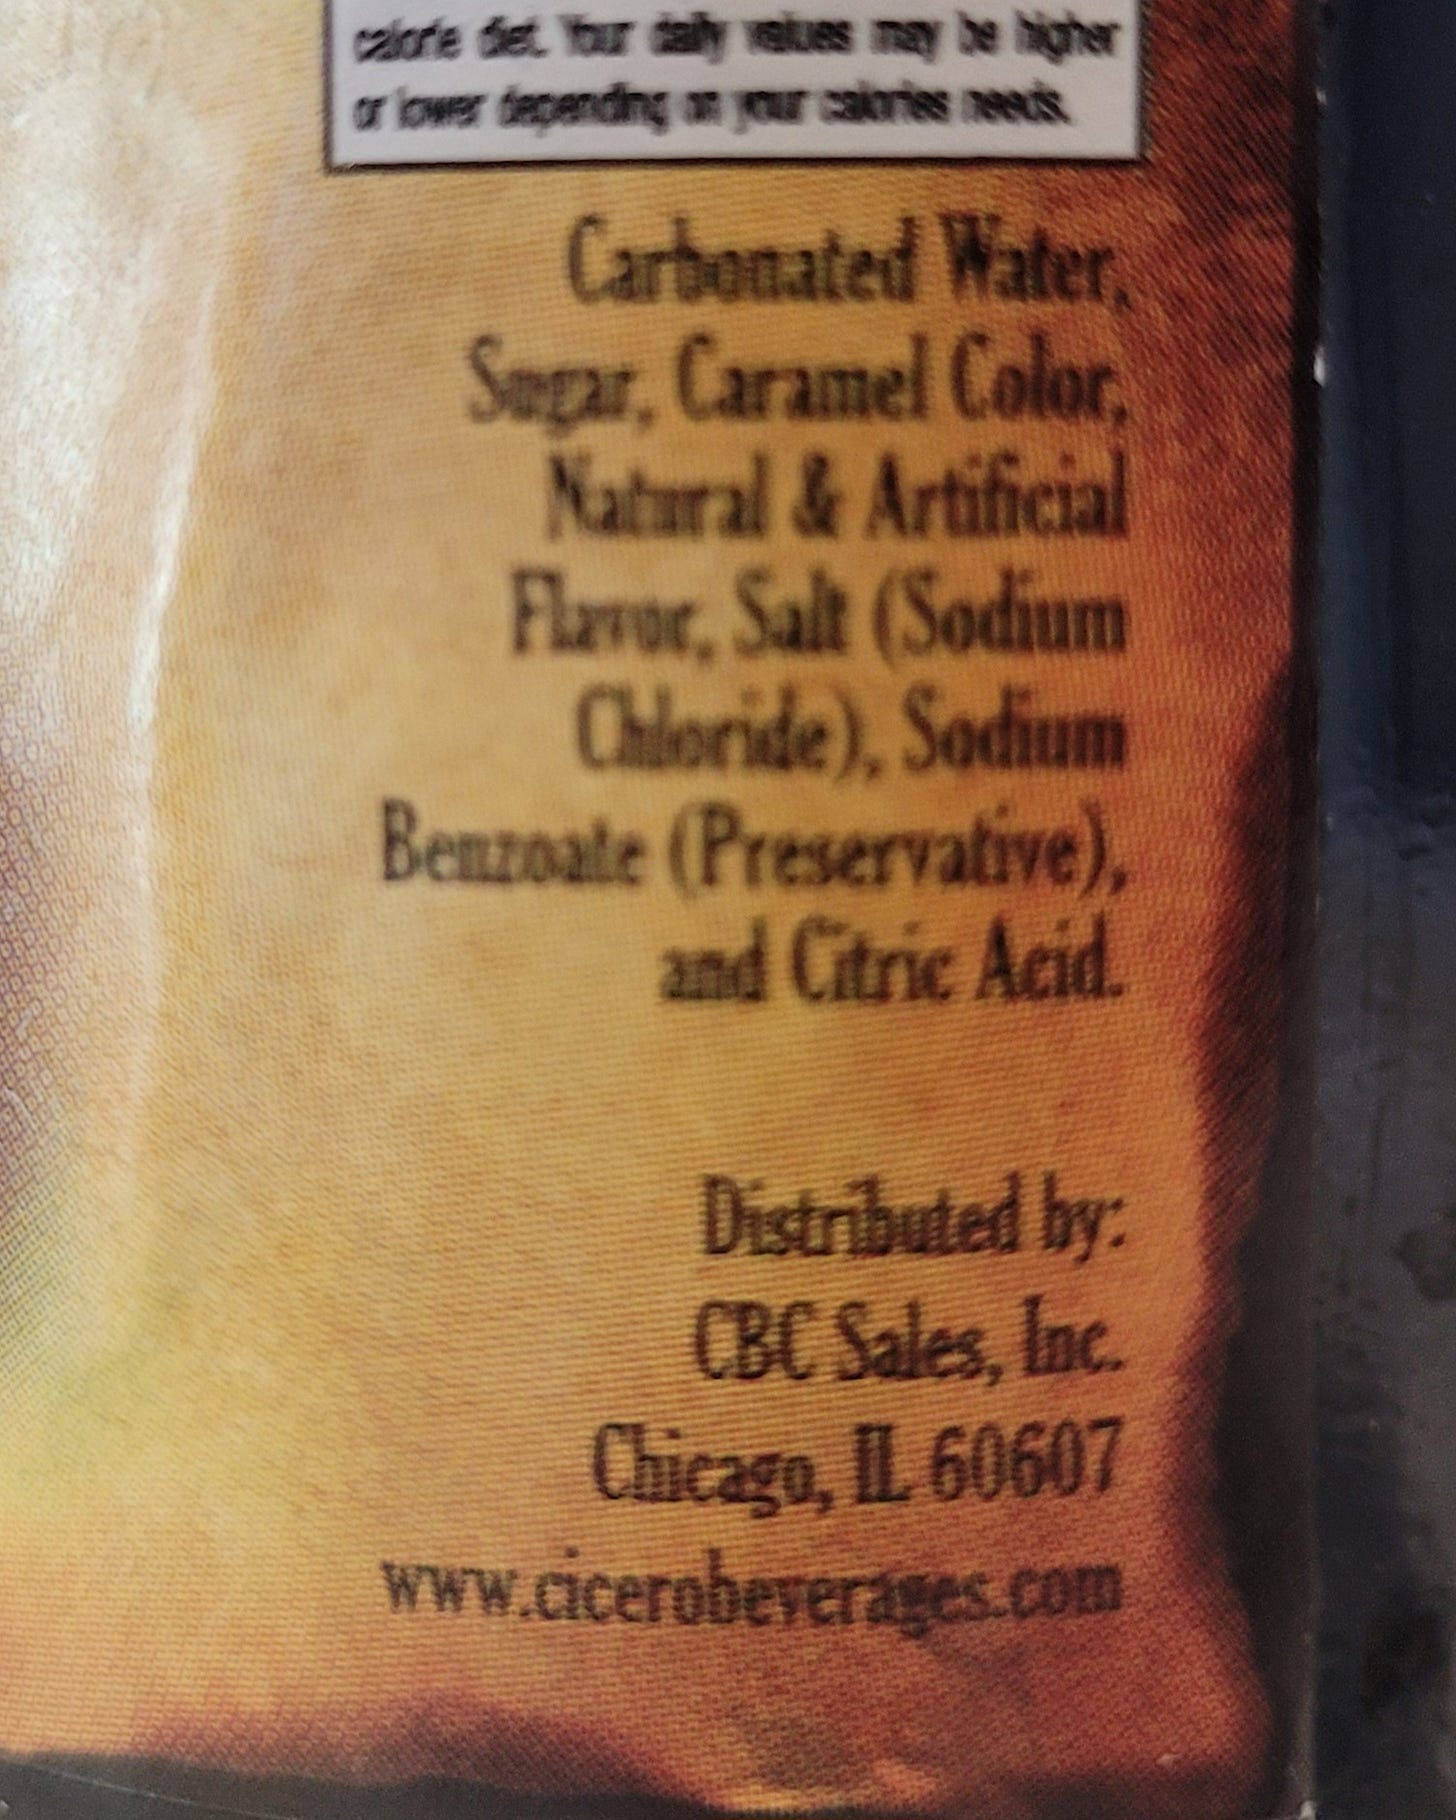 calorie diet. Your daily values may be higher
or lower depending on your calories needs.
Carbonated Water,
Sugar, Caramel Color,
Natural & Artificial
Flavor, Salt (Sodium
Chloride), Sodium
Benzoate (Preservative),
and Citric Acid.
Distributed by:
CBC Sales, Inc.
Chicago, IL 60607
www.cicerobeverages.com